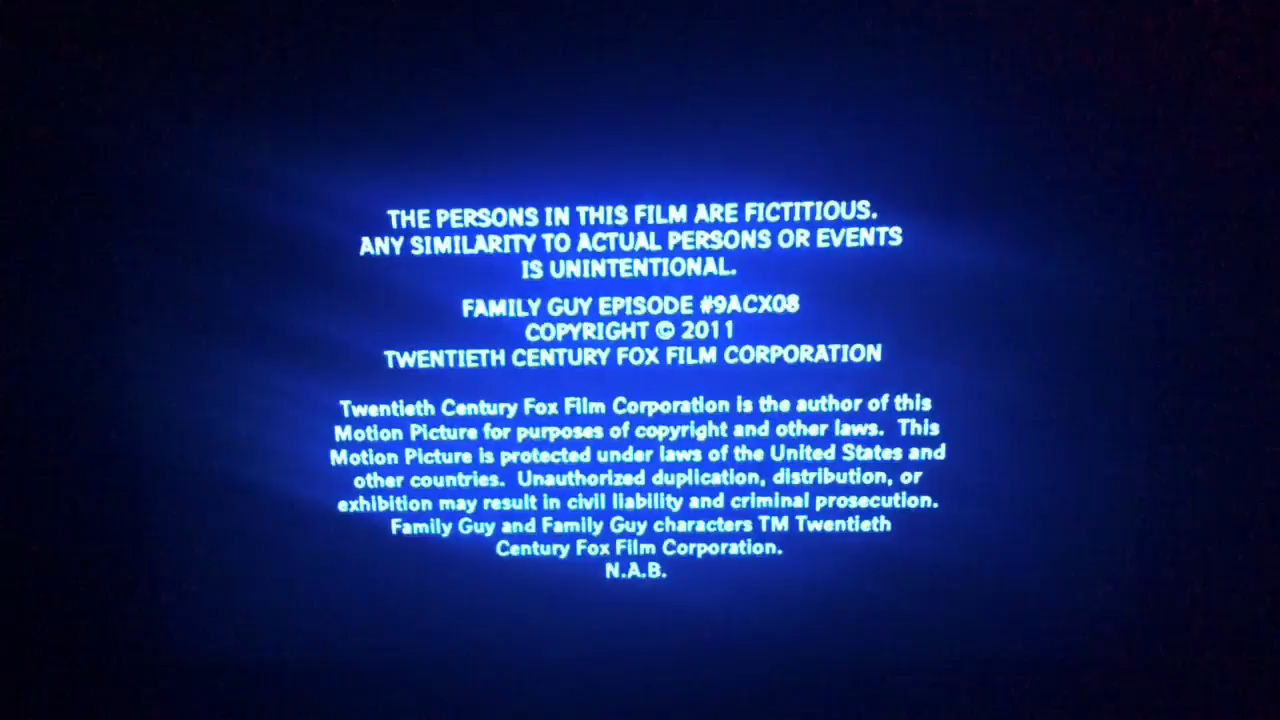 THE PERSONS IN THIS FILM ARE FICTITIOUS.
ANY SIMILARITY TO ACTUAL PERSONS OR EVENTS
IS UNINTENTIONAL.
FAMILY GUY EPISODE #9ACX08
COPYRIGHT © 2011
TWENTIETH CENTURY FOX FILM CORPORATION
Twentieth Century Fox Film Corporation is the author of this
Motion Picture for purposes of copyright and other laws. This
Motion Picture is protected under laws of the United States and
other countries. Unauthorized duplication, distribution, or
exhibition may result in civil liability and criminal prosecution.
Family Guy and Family Guy characters TM Twentieth
Century Fox Film Corporation.
N.A.B.